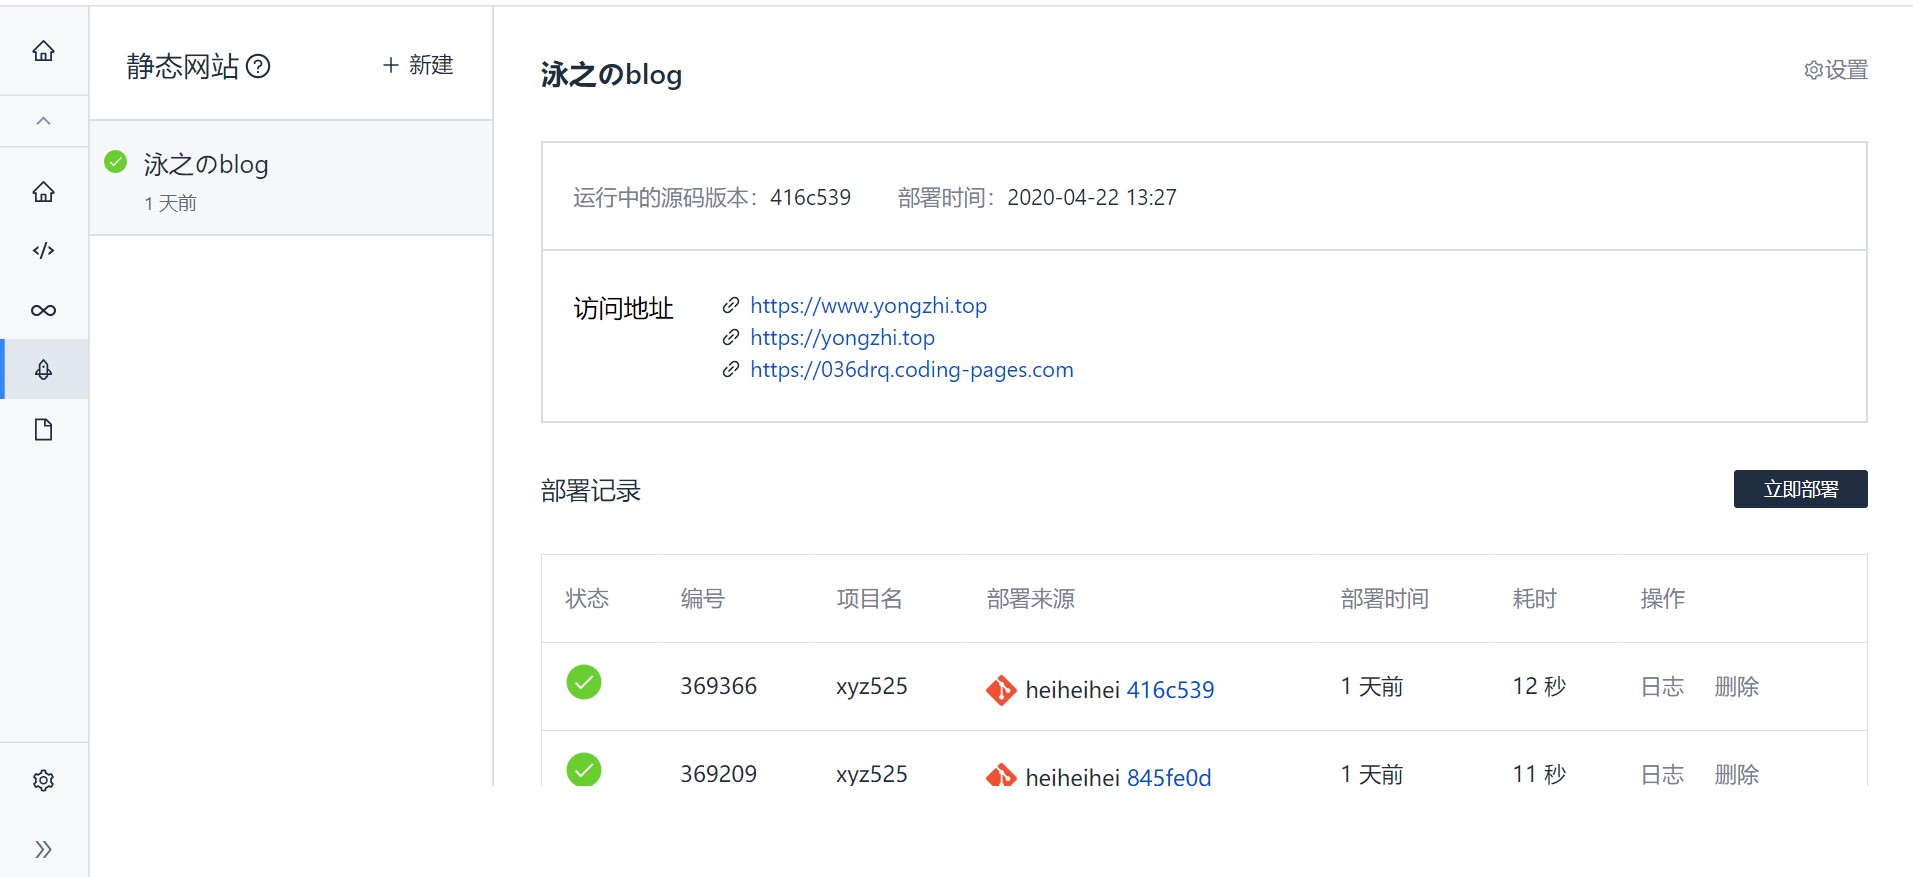 静态网站
+ 新建
泳之のblog
1 天前
泳之のblog
设置
运行中的源码版本：416c539 部署时间：2020-04-22 13:27
访问地址
https://www.yongzhi.top
https://yongzhi.top
https://036drq.coding-pages.com
部署记录
立即部署
状态 编号 项目名 部署来源 部署时间 耗时 操作
369366 xyz525 heiheihei 416c539 1 天前 12 秒 日志 删除
369209 xyz525 heiheihei 845fe0d 1 天前 11 秒 日志 删除